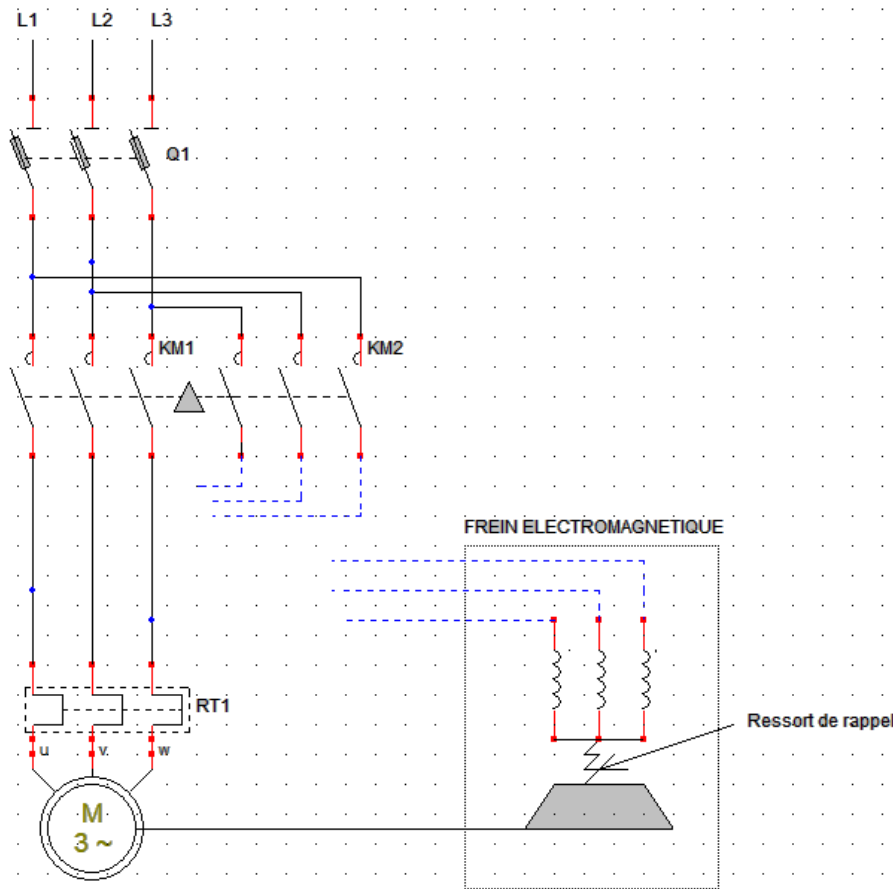 L1 L2 L3
Q1
KM1 KM2
FREIN ELECTROMAGNETIQUE
RT1
Ressort de rappel
u v. w
M
3 ~